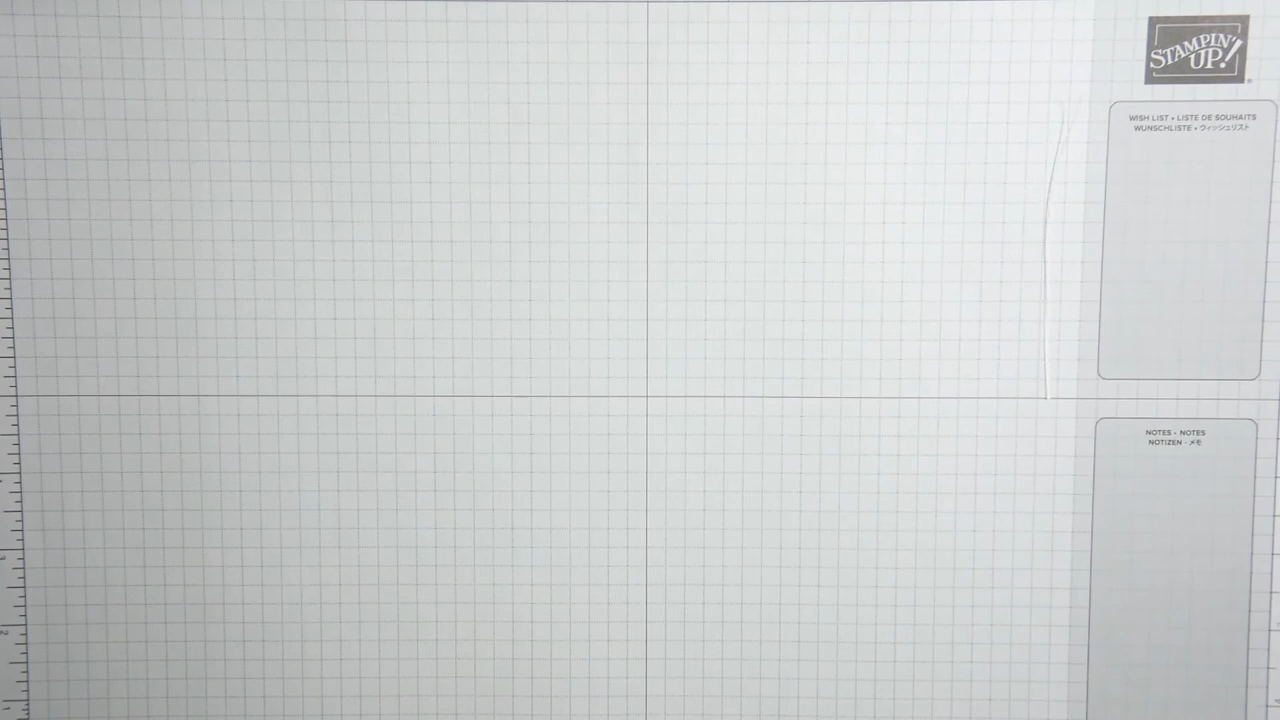 STAMPIN'
UP!
WISH LIST • LISTE DE SOUHAITS
WUNSCHLISTE • ウィッシュリスト
NOTES • NOTES
NOTIZEN • メモ